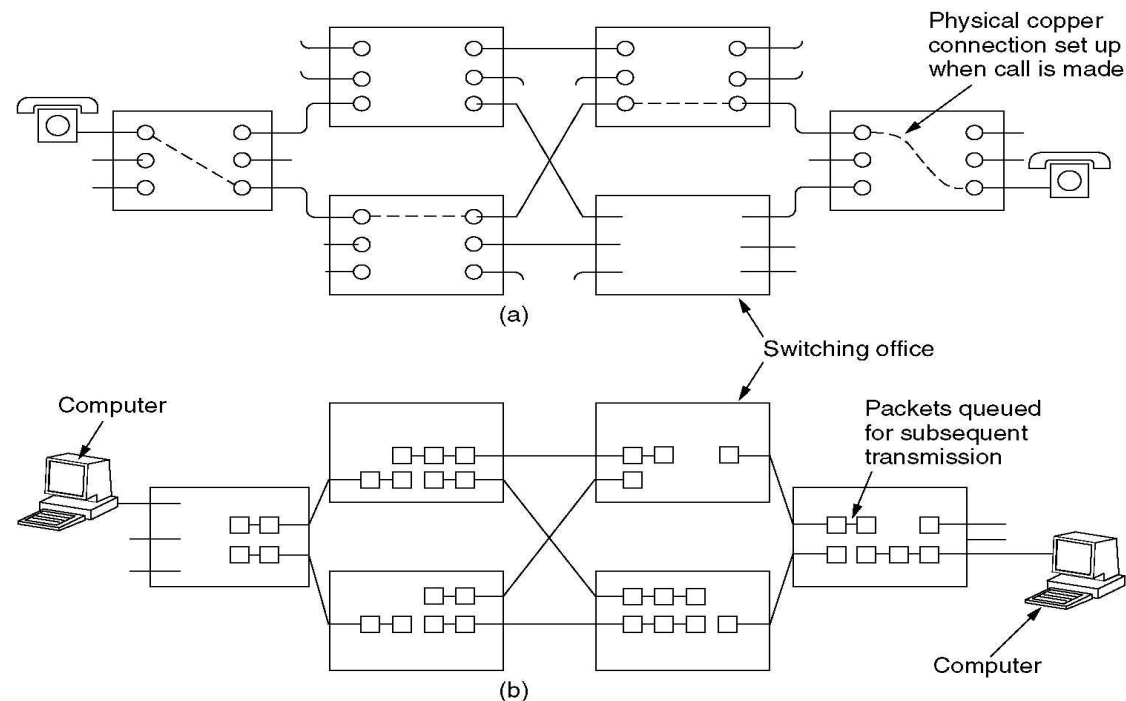 Physical copper
connection set up
when call is made
(a)
Switching office
Computer
Packets queued
for subsequent
transmission
Computer
(b)